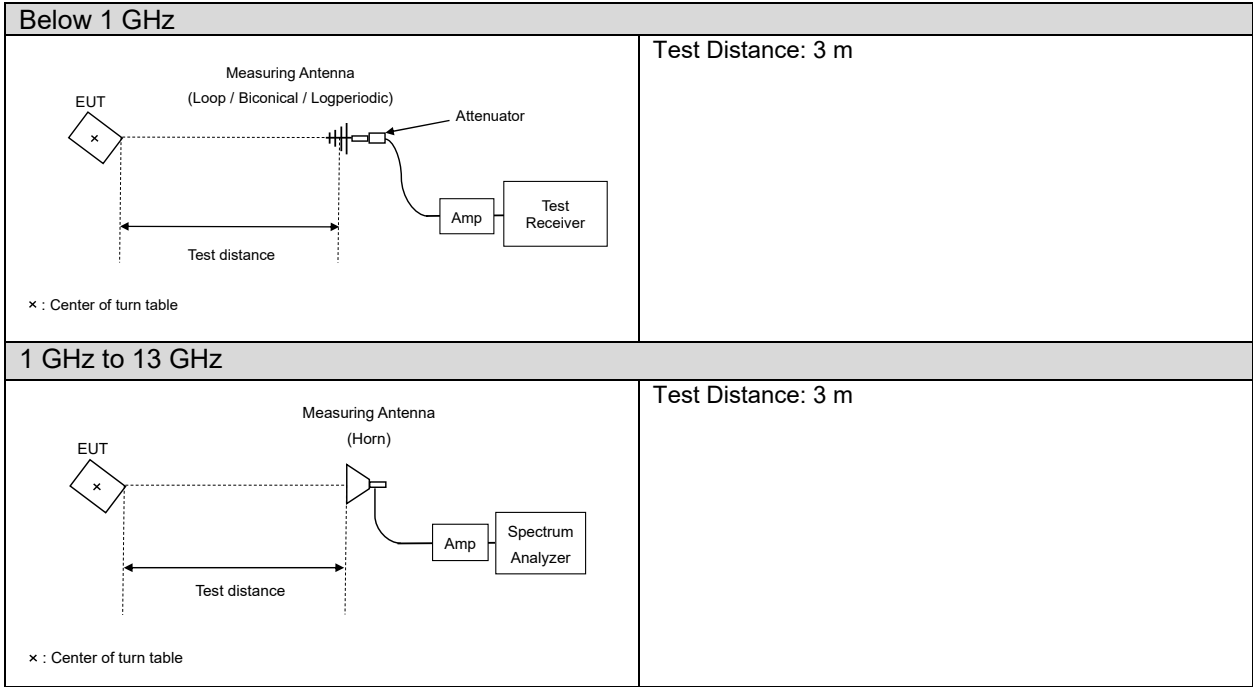 Below 1 GHz
Test Distance: 3 m
Measuring Antenna
(Loop / Biconical / Logperiodic)
EUT
Attenuator
Amp
Test
Receiver
Test distance
× : Center of turn table
1 GHz to 13 GHz
Test Distance: 3 m
Measuring Antenna
(Horn)
EUT
Amp
Spectrum
Analyzer
Test distance
× : Center of turn table